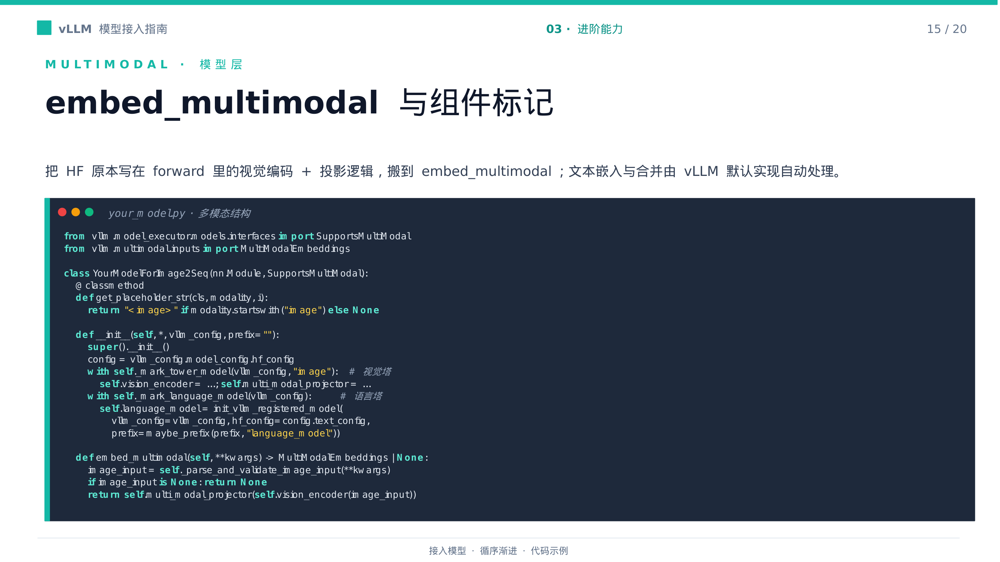 vLLM 模型接入指南
03 · 进阶能力
15 / 20
MULTIMODAL · 模型层
embed_multimodal 与组件标记
把 HF 原本写在 forward 里的视觉编码 + 投影逻辑，搬到 embed_multimodal ；文本嵌入与合并由 vLLM 默认实现自动处理。
your_model.py · 多模态结构
from vllm.model_executor.models.interfaces import SupportsMultiModal
from vllm.multimodal.inputs import MultiModalEmbeddings
class YourModelForImage2Seq(nn.Module, SupportsMultiModal):
    @classmethod
    def get_placeholder_str(cls, modality, i):
        return "<image>" if modality.startswith("image") else None
    def __init__(self, *, vllm_config, prefix=""):
        super().__init__()
        config = vllm_config.model_config.hf_config
        with self._mark_tower_model(vllm_config, "image"):  # 视觉塔
            self.vision_encoder = ...; self.multi_modal_projector = ...
        with self._mark_language_model(vllm_config):      # 语言塔
            self.language_model = init_vllm_registered_model(
                vllm_config=vllm_config, hf_config=config.text_config,
                prefix=maybe_prefix(prefix, "language_model"))
    def embed_multimodal(self, **kwargs) -> MultiModalEmbeddings | None:
        image_input = self._parse_and_validate_image_input(**kwargs)
        if image_input is None: return None
        return self.multi_modal_projector(self.vision_encoder(image_input))
接入模型 · 循序渐进 · 代码示例